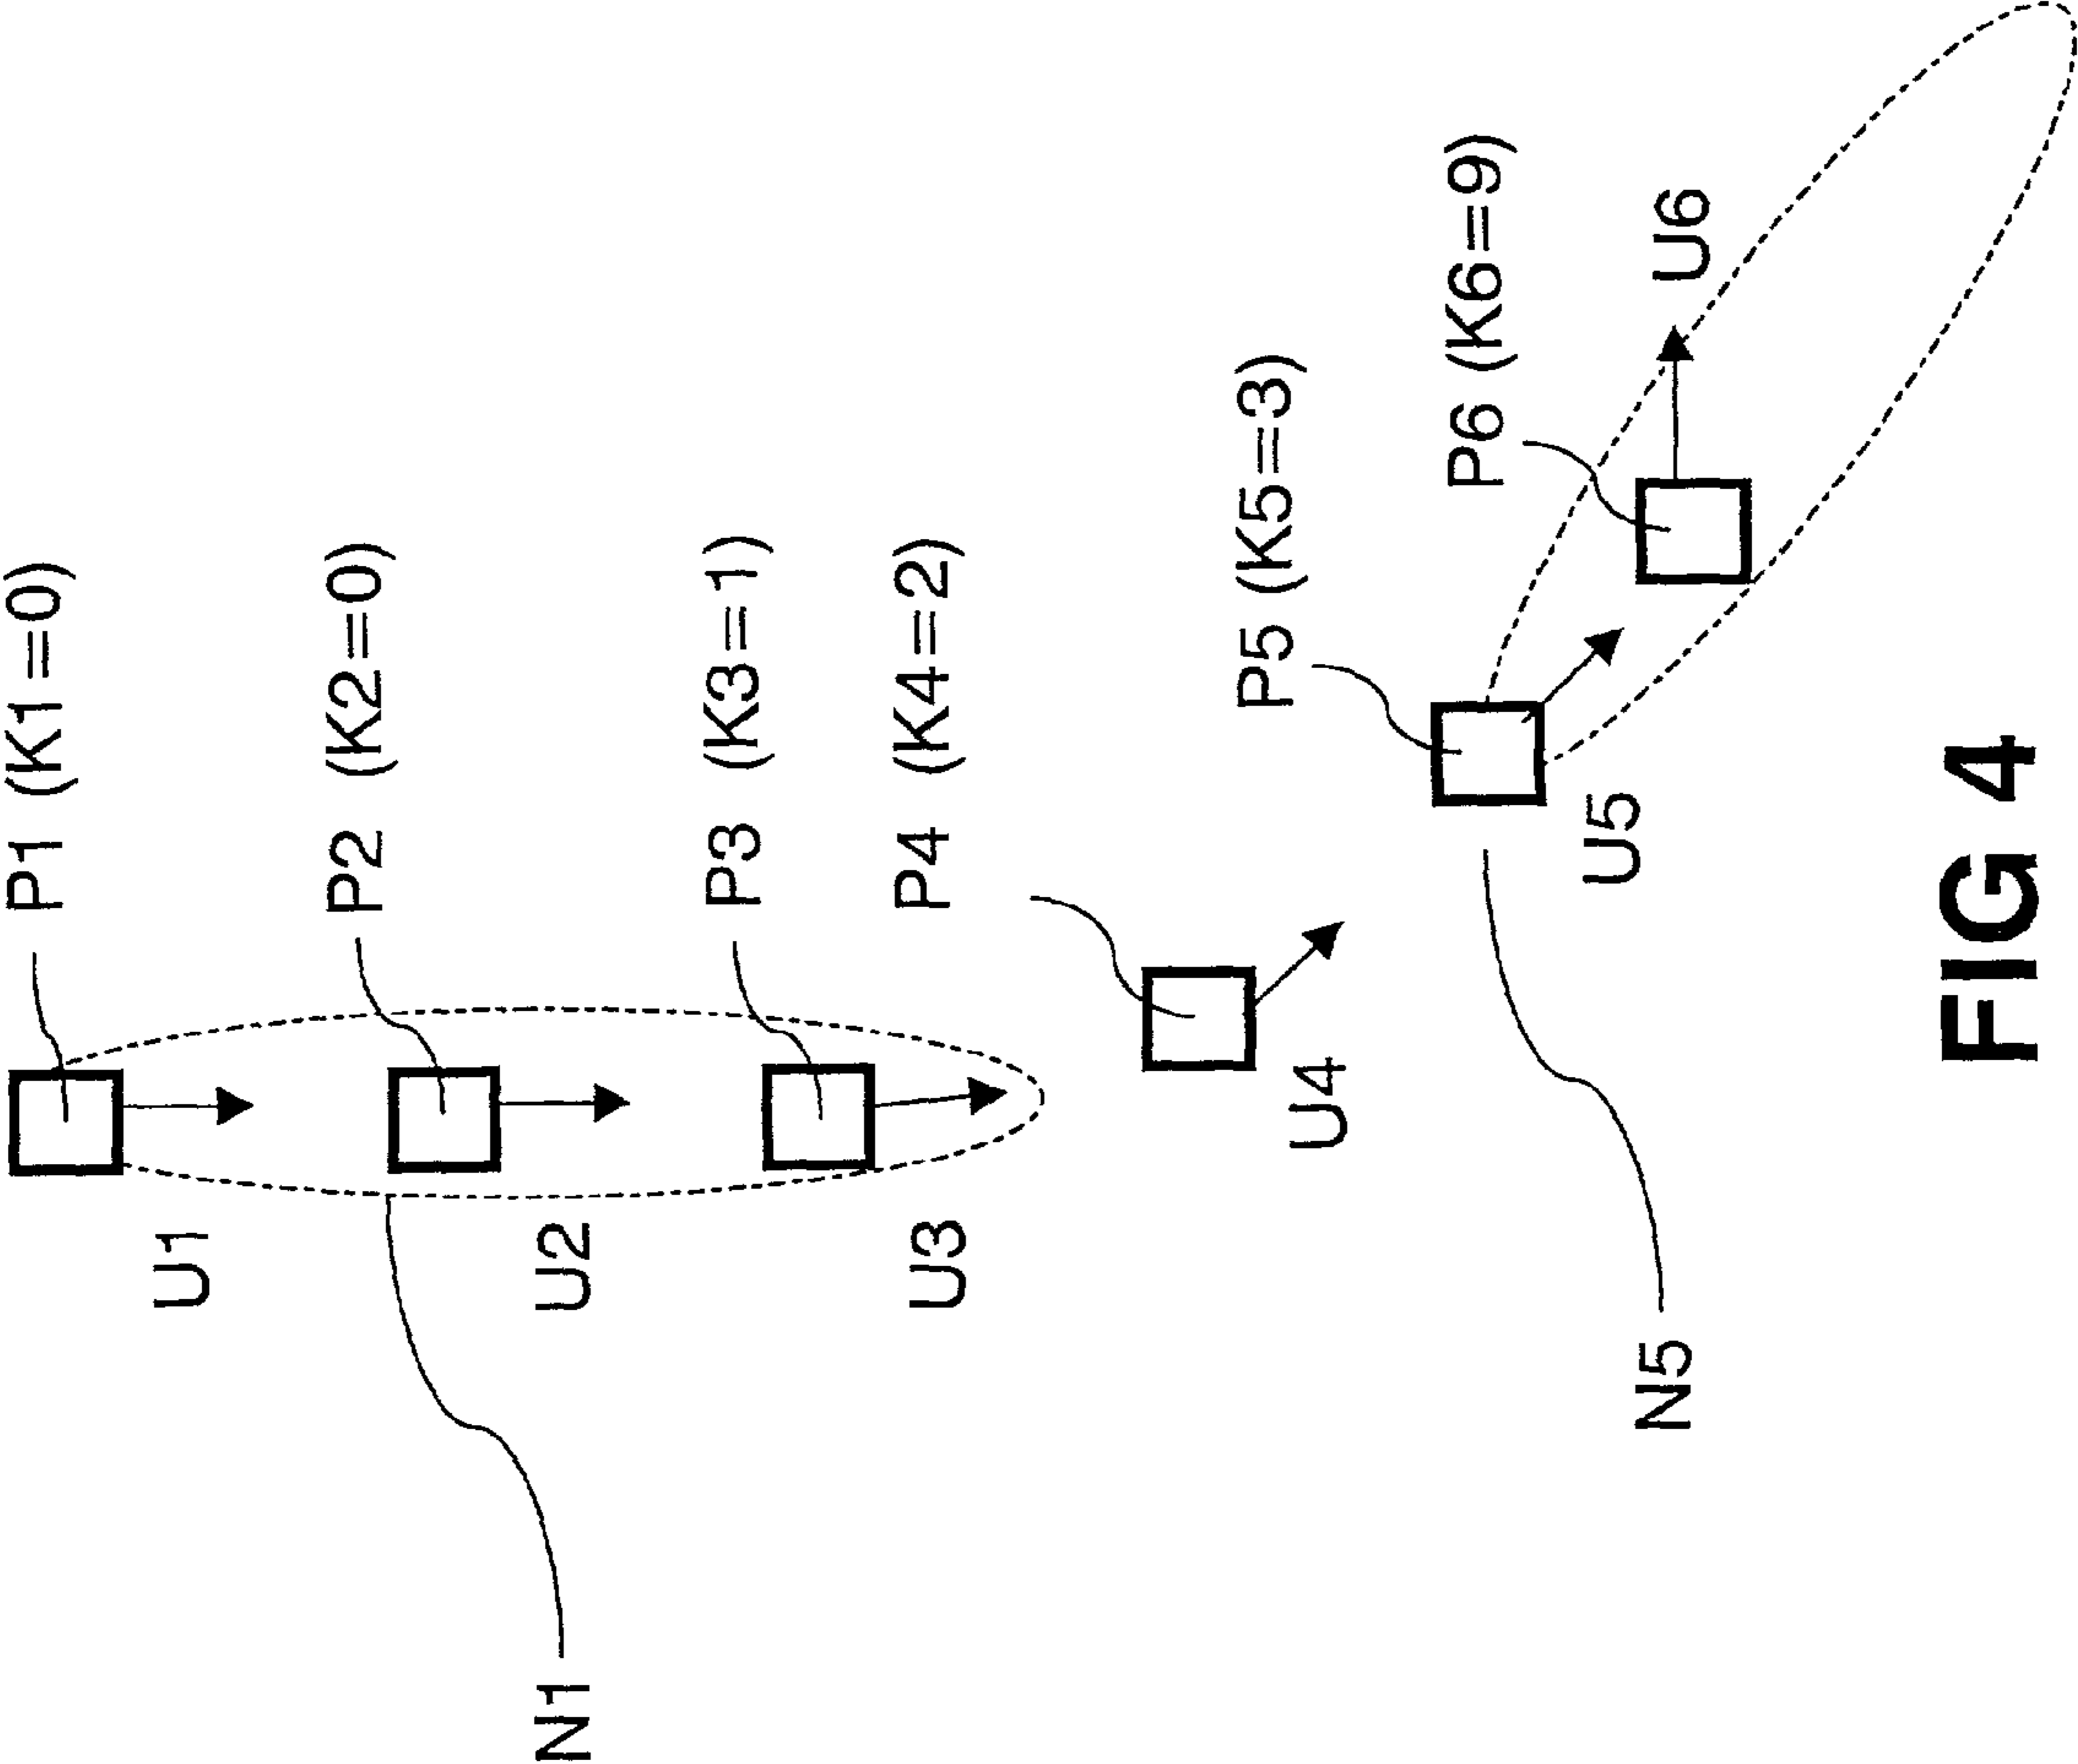 P1 (K1=0)
P2 (K2=0)
P3 (K3=1)
P4 (K4=2)
P5 (K5=3)
P6 (K6=9)
U1
U2
U3
U4
U5
U6
N1
N5
FIG 4